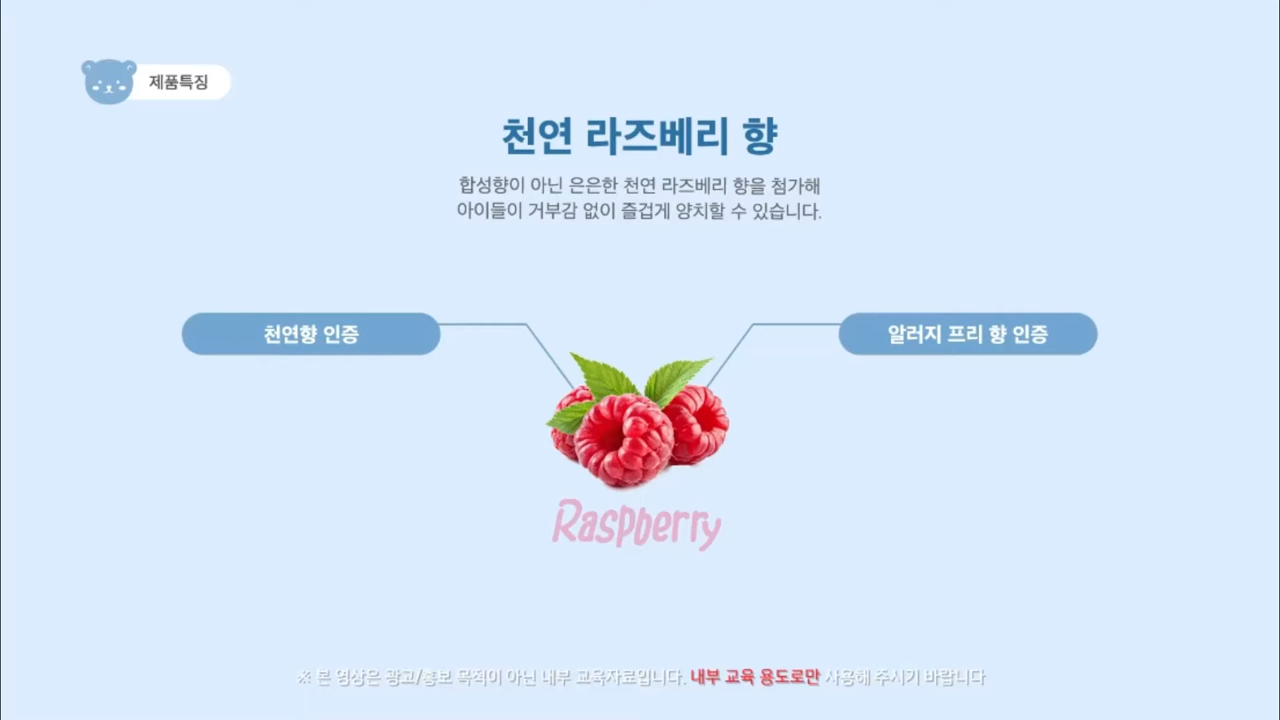 제품특징
천연 라즈베리 향
합성향이 아닌 은은한 천연 라즈베리 향을 첨가해
아이들이 거부감 없이 즐겁게 양치할 수 있습니다.
천연향 인증
알러지 프리 향 인증
Raspberry
※ 본 영상은 광고/홍보 목적이 아닌 내부 교육자료입니다. 내부 교육 용도로만 사용해 주시기 바랍니다